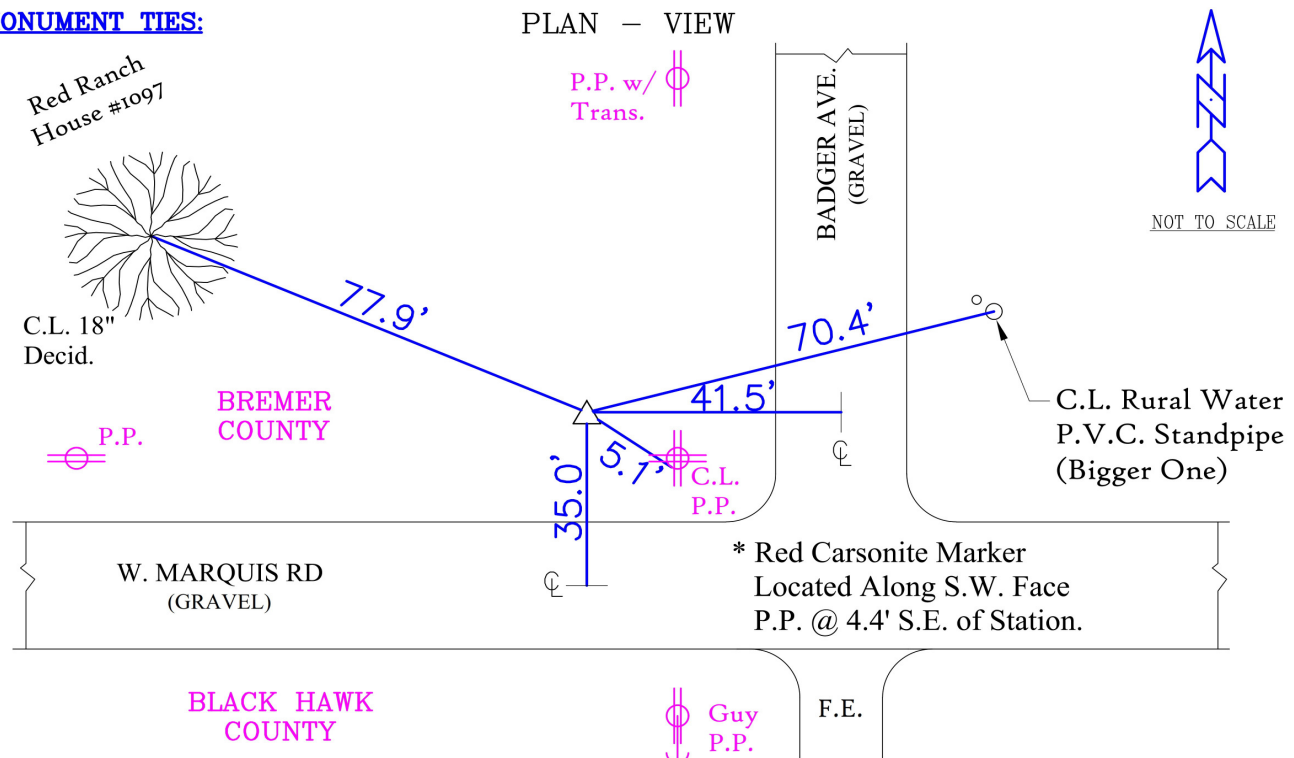 ONUMENT TIES:
PLAN – VIEW
Red Ranch
House #1097
P.P. w/
Trans.
BADGER AVE.
(GRAVEL)
N
NOT TO SCALE
77.9’
70.4’
C.L. 18"
Decid.
41.5’
BREMER
COUNTY
C.L. Rural Water
P.V.C. Standpipe
(Bigger One)
P.P.
5.1’
C.L.
P.P.
℄
35.0’
W. MARQUIS RD
(GRAVEL)
℄
* Red Carsonite Marker
Located Along S.W. Face
P.P. @ 4.4' S.E. of Station.
BLACK HAWK
COUNTY
Guy
P.P.
F.E.